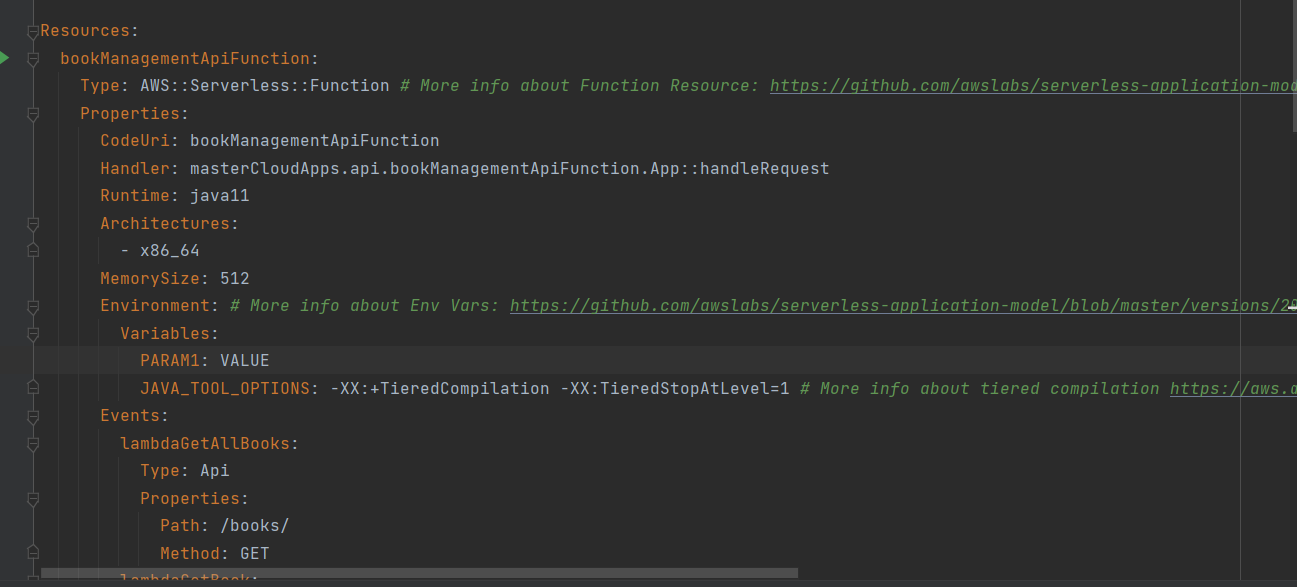 Resources:
bookManagementApiFunction:
Type: AWS::Serverless::Function # More info about Function Resource: https://github.com/awslabs/serverless-application-mod
Properties:
CodeUri: bookManagementApiFunction
Handler: masterCloudApps.api.bookManagementApiFunction.App::handleRequest
Runtime: java11
Architectures:
- x86_64
MemorySize: 512
Environment: # More info about Env Vars: https://github.com/awslabs/serverless-application-model/blob/master/versions/2
Variables:
PARAM1: VALUE
JAVA_TOOL_OPTIONS: -XX:+TieredCompilation -XX:TieredStopAtLevel=1 # More info about tiered compilation https://aws.a
Events:
lambdaGetAllBooks:
Type: Api
Properties:
Path: /books/
Method: GET
lambdaGetBook: